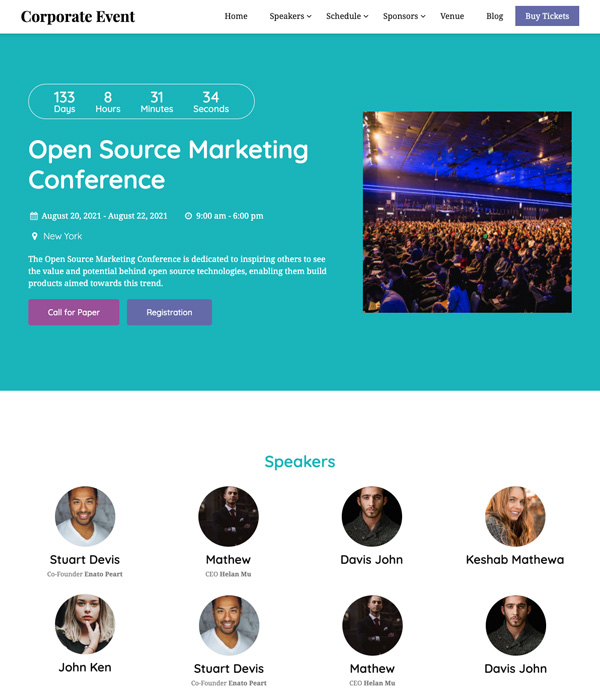 Corporate Event
Home Speakers Schedule Sponsors Venue Blog Buy Tickets
133 8 31 34
Days Hours Minutes Seconds
Open Source Marketing
Conference
August 20, 2021 - August 22, 2021 9:00 am - 6:00 pm
New York
The Open Source Marketing Conference is dedicated to inspiring others to see
the value and potential behind open source technologies, enabling them build
products aimed towards this trend.
Call for Paper Registration
Speakers
Stuart Devis Mathew Davis John Keshab Mathewa
Co-Founder Enato Peart CEO Helan Mu
John Ken Stuart Devis Mathew Davis John
Co-Founder Enato Peart CEO Helan Mu